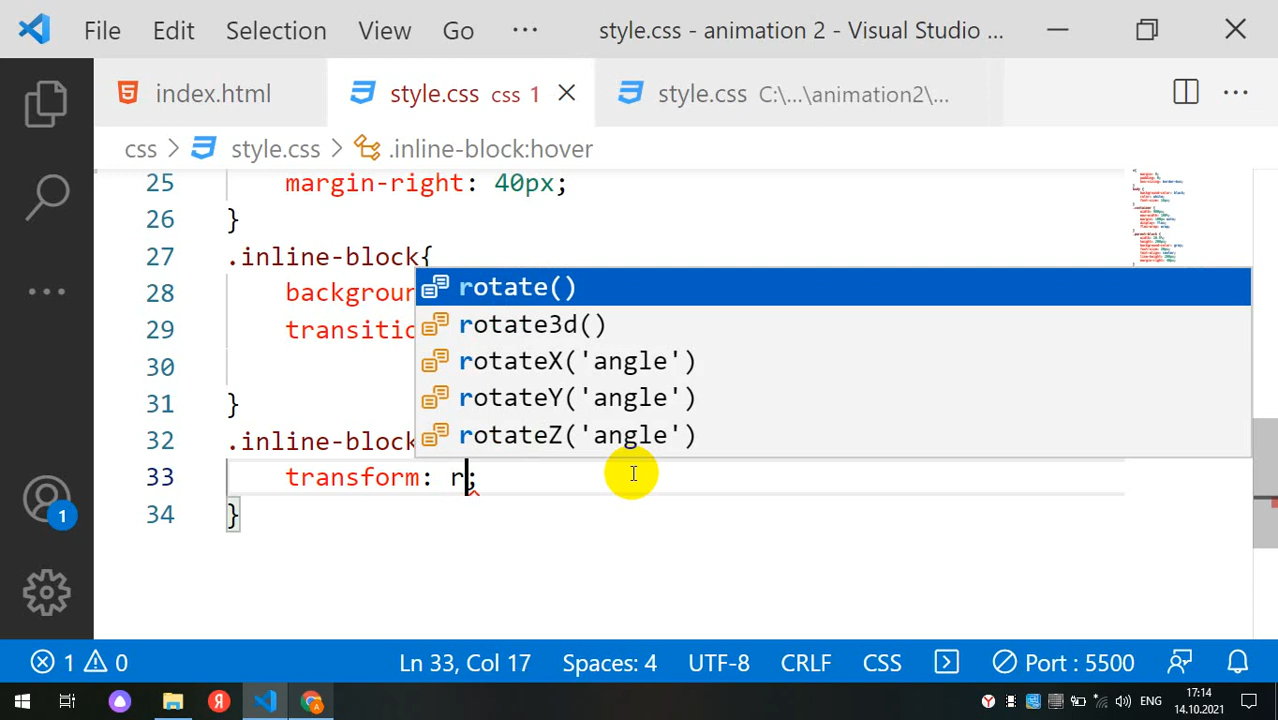 File Edit Selection View Go ··· style.css - animation 2 - Visual Studio ...
index.html style.css css 1 style.css C:\...\animation2\... ···
css > style.css > .inline-block:hover
25 margin-right: 40px;
26 }
27 .inline-block{
28 backgroun
rotate()
29 transitio
rotate3d()
30
rotateX('angle')
31 }
rotateY('angle')
32 .inline-block
rotateZ('angle')
33 transform: r;
34 }
1
1 0 Ln 33, Col 17 Spaces: 4 UTF-8 CRLF CSS Port : 5500
ENG 17:14
14.10.2021